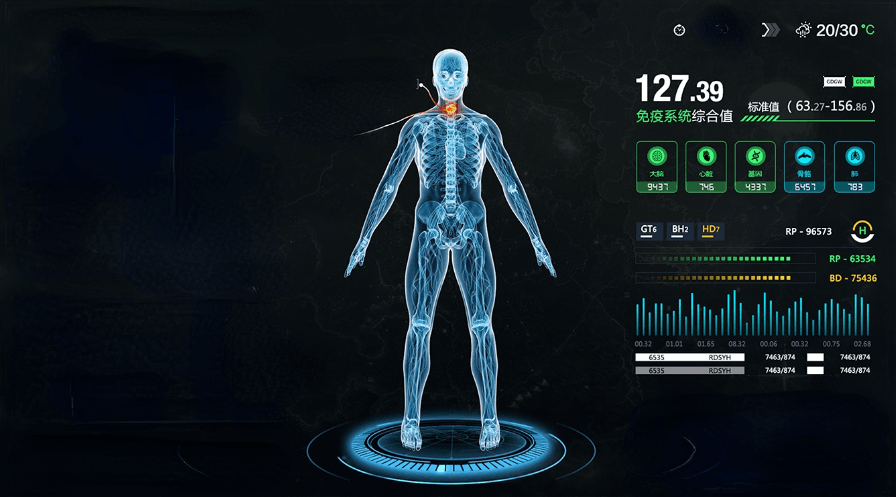 20/30 °C
127.39
GDGW GDGW
免疫系统综合值 标准值 ( 63.27-156.86 )
大脑 心脏 基因 骨骼 肺
9437 746 4337 6457 783
GT6 BH2 HD7 RP - 96573 H
RP - 63534
BD - 75436
00.32 01.01 01.65 08.32 00.06 00.32 00.75 02.68
6535 RDSYH 7463/874 7463/874
6535 RDSYH 7463/874 7463/874